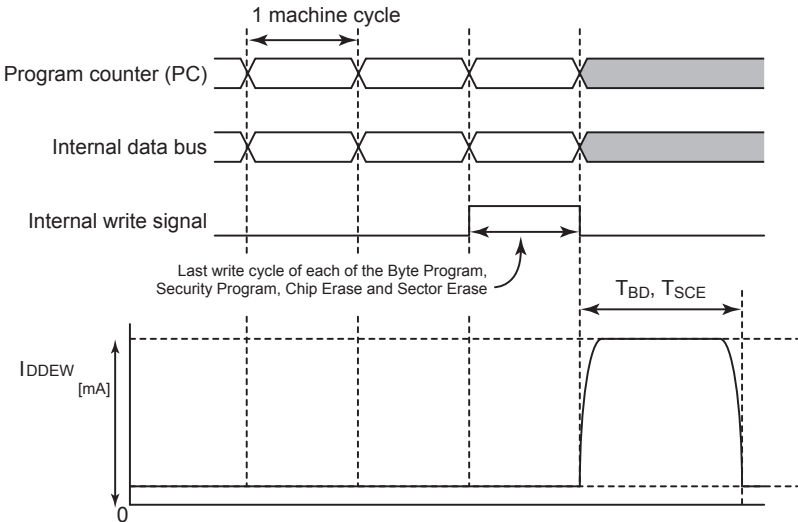 1 machine cycle
Program counter (PC)
Internal data bus
Internal write signal
Last write cycle of each of the Byte Program,
Security Program, Chip Erase and Sector Erase
TBD, TSCE
IDDEW
[mA]
0